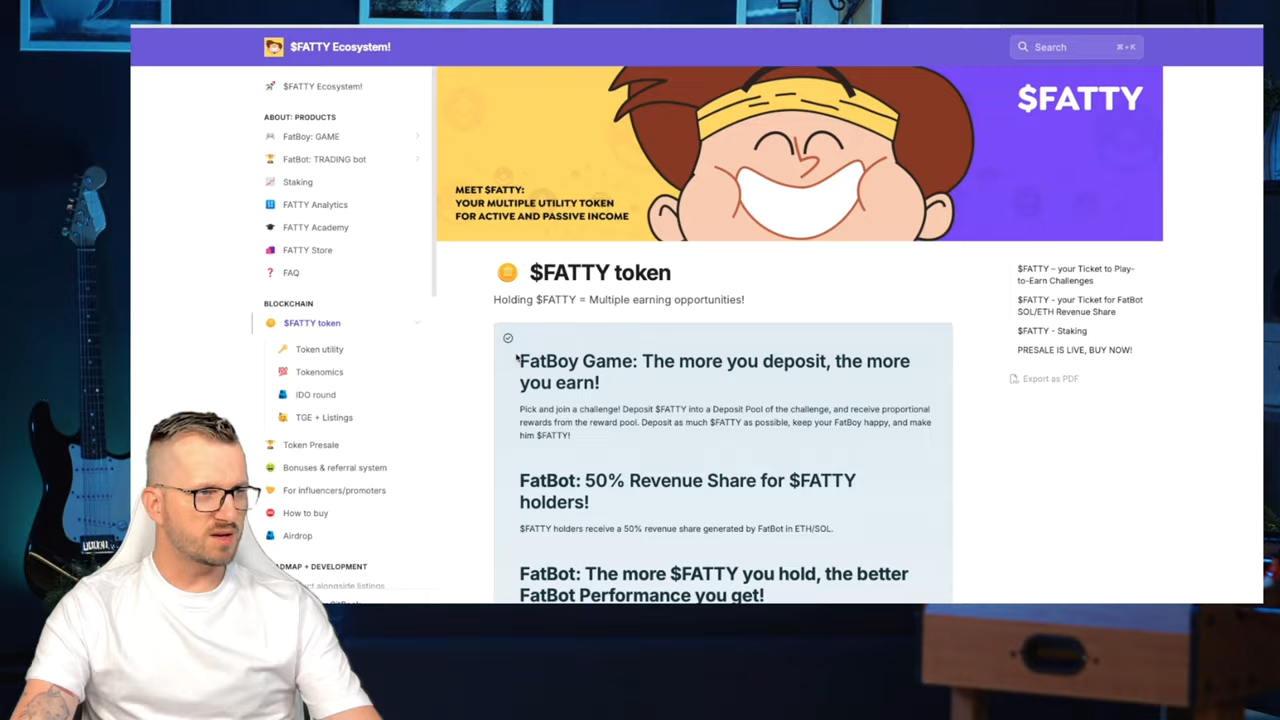 $FATTY Ecosystem!
Search
⌘+K
$FATTY Ecosystem!
ABOUT: PRODUCTS
FatBoy: GAME
FatBot: TRADING bot
Staking
FATTY Analytics
FATTY Academy
FATTY Store
FAQ
BLOCKCHAIN
$FATTY token
Token utility
Tokenomics
IDO round
TGE + Listings
Token Presale
Bonuses & referral system
For influencers/promoters
How to buy
Airdrop
ADMAP + DEVELOPMENT
alongside listings
$FATTY
MEET $FATTY:
YOUR MULTIPLE UTILITY TOKEN
FOR ACTIVE AND PASSIVE INCOME
$FATTY token
Holding $FATTY = Multiple earning opportunities!
FatBoy Game: The more you deposit, the more
you earn!
Pick and join a challenge! Deposit $FATTY into a Deposit Pool of the challenge, and receive proportional
rewards from the reward pool. Deposit as much $FATTY as possible, keep your FatBoy happy, and make
him $FATTY!
FatBot: 50% Revenue Share for $FATTY
holders!
$FATTY holders receive a 50% revenue share generated by FatBot in ETH/SOL.
FatBot: The more $FATTY you hold, the better
FatBot Performance you get!
$FATTY – your Ticket to Play-
to-Earn Challenges
$FATTY - your Ticket for FatBot
SOL/ETH Revenue Share
$FATTY - Staking
PRESALE IS LIVE, BUY NOW!
Export as PDF